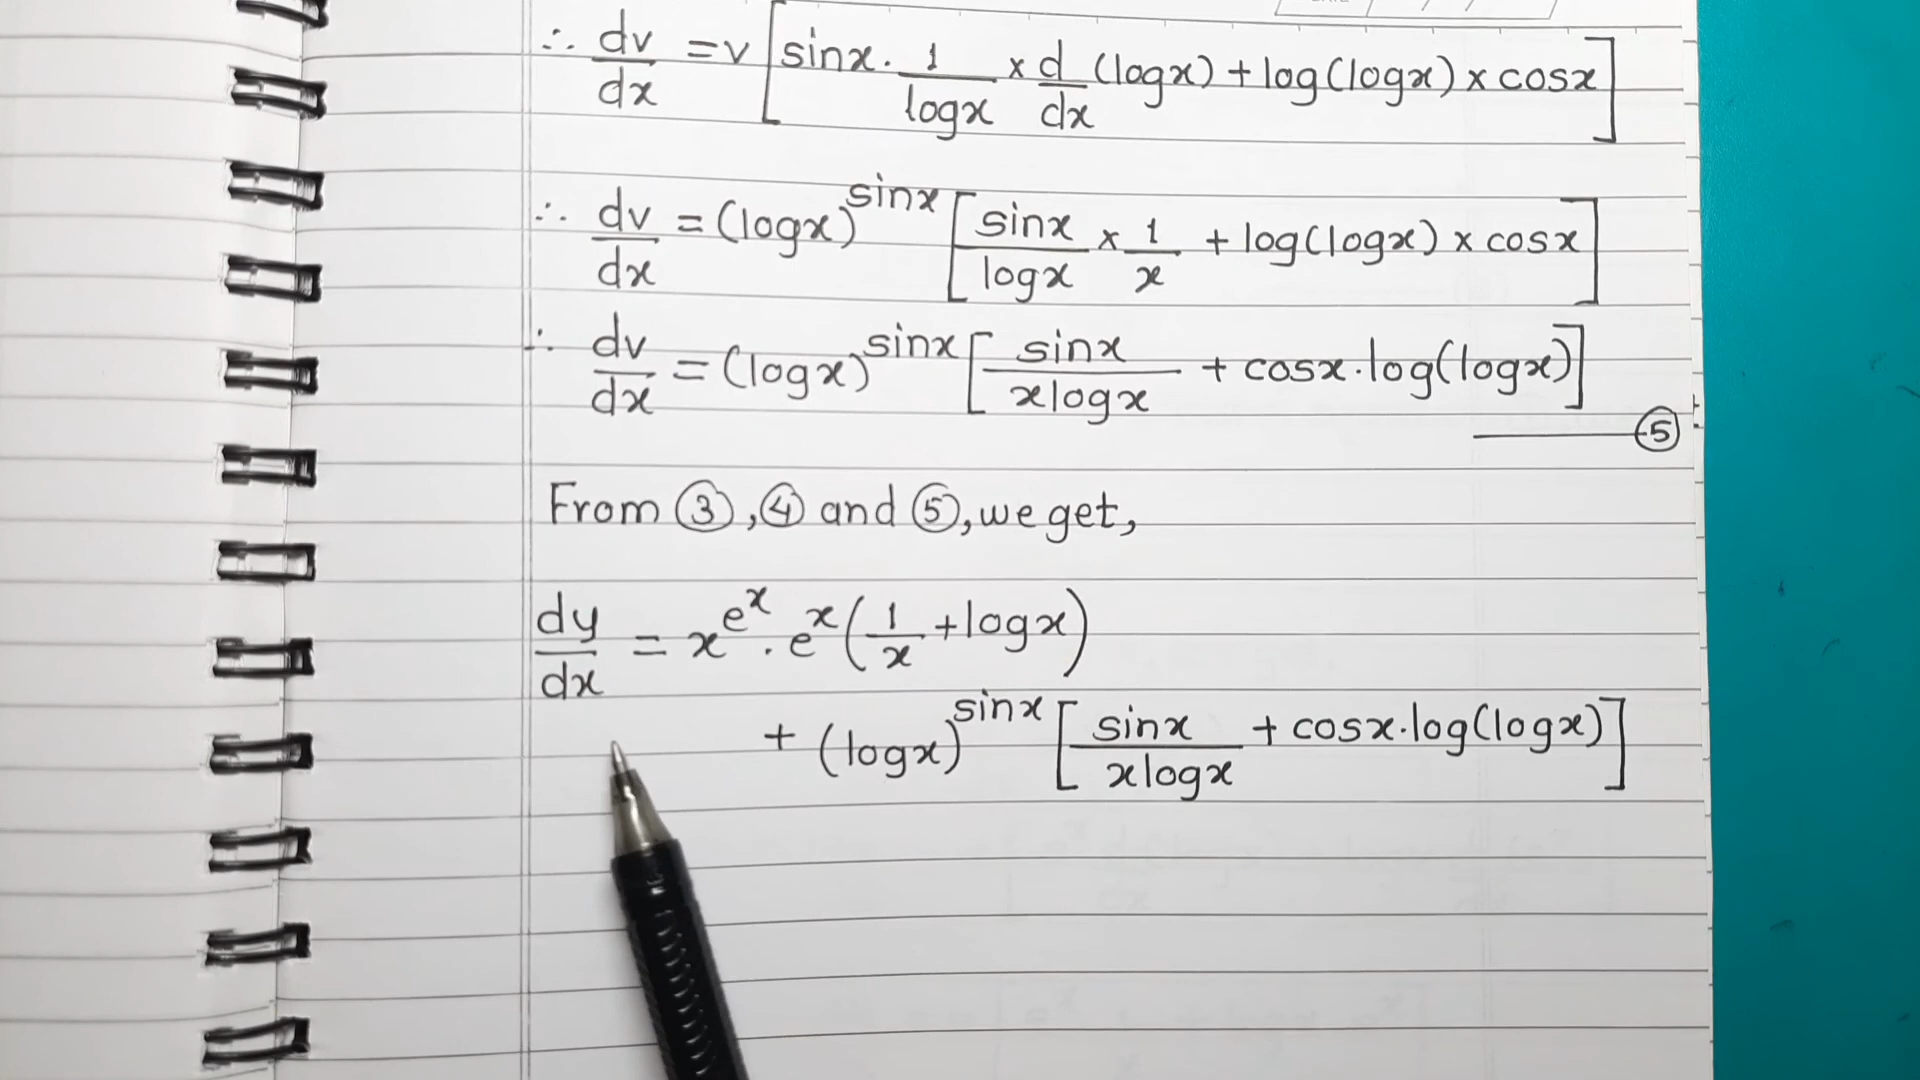 ∴ dv/dx = v [sinx · 1/logx × d/dx (logx) + log(logx) × cosx]
∴ dv/dx = (logx)^sinx [sinx/logx × 1/x + log(logx) × cosx]
∴ dv/dx = (logx)^sinx [sinx/xlogx + cosx·log(logx)]
⑤
From ③, ④ and ⑤, we get,
dy/dx = x^e^x · e^x (1/x + logx)
+ (logx)^sinx [sinx/xlogx + cosx·log(logx)]